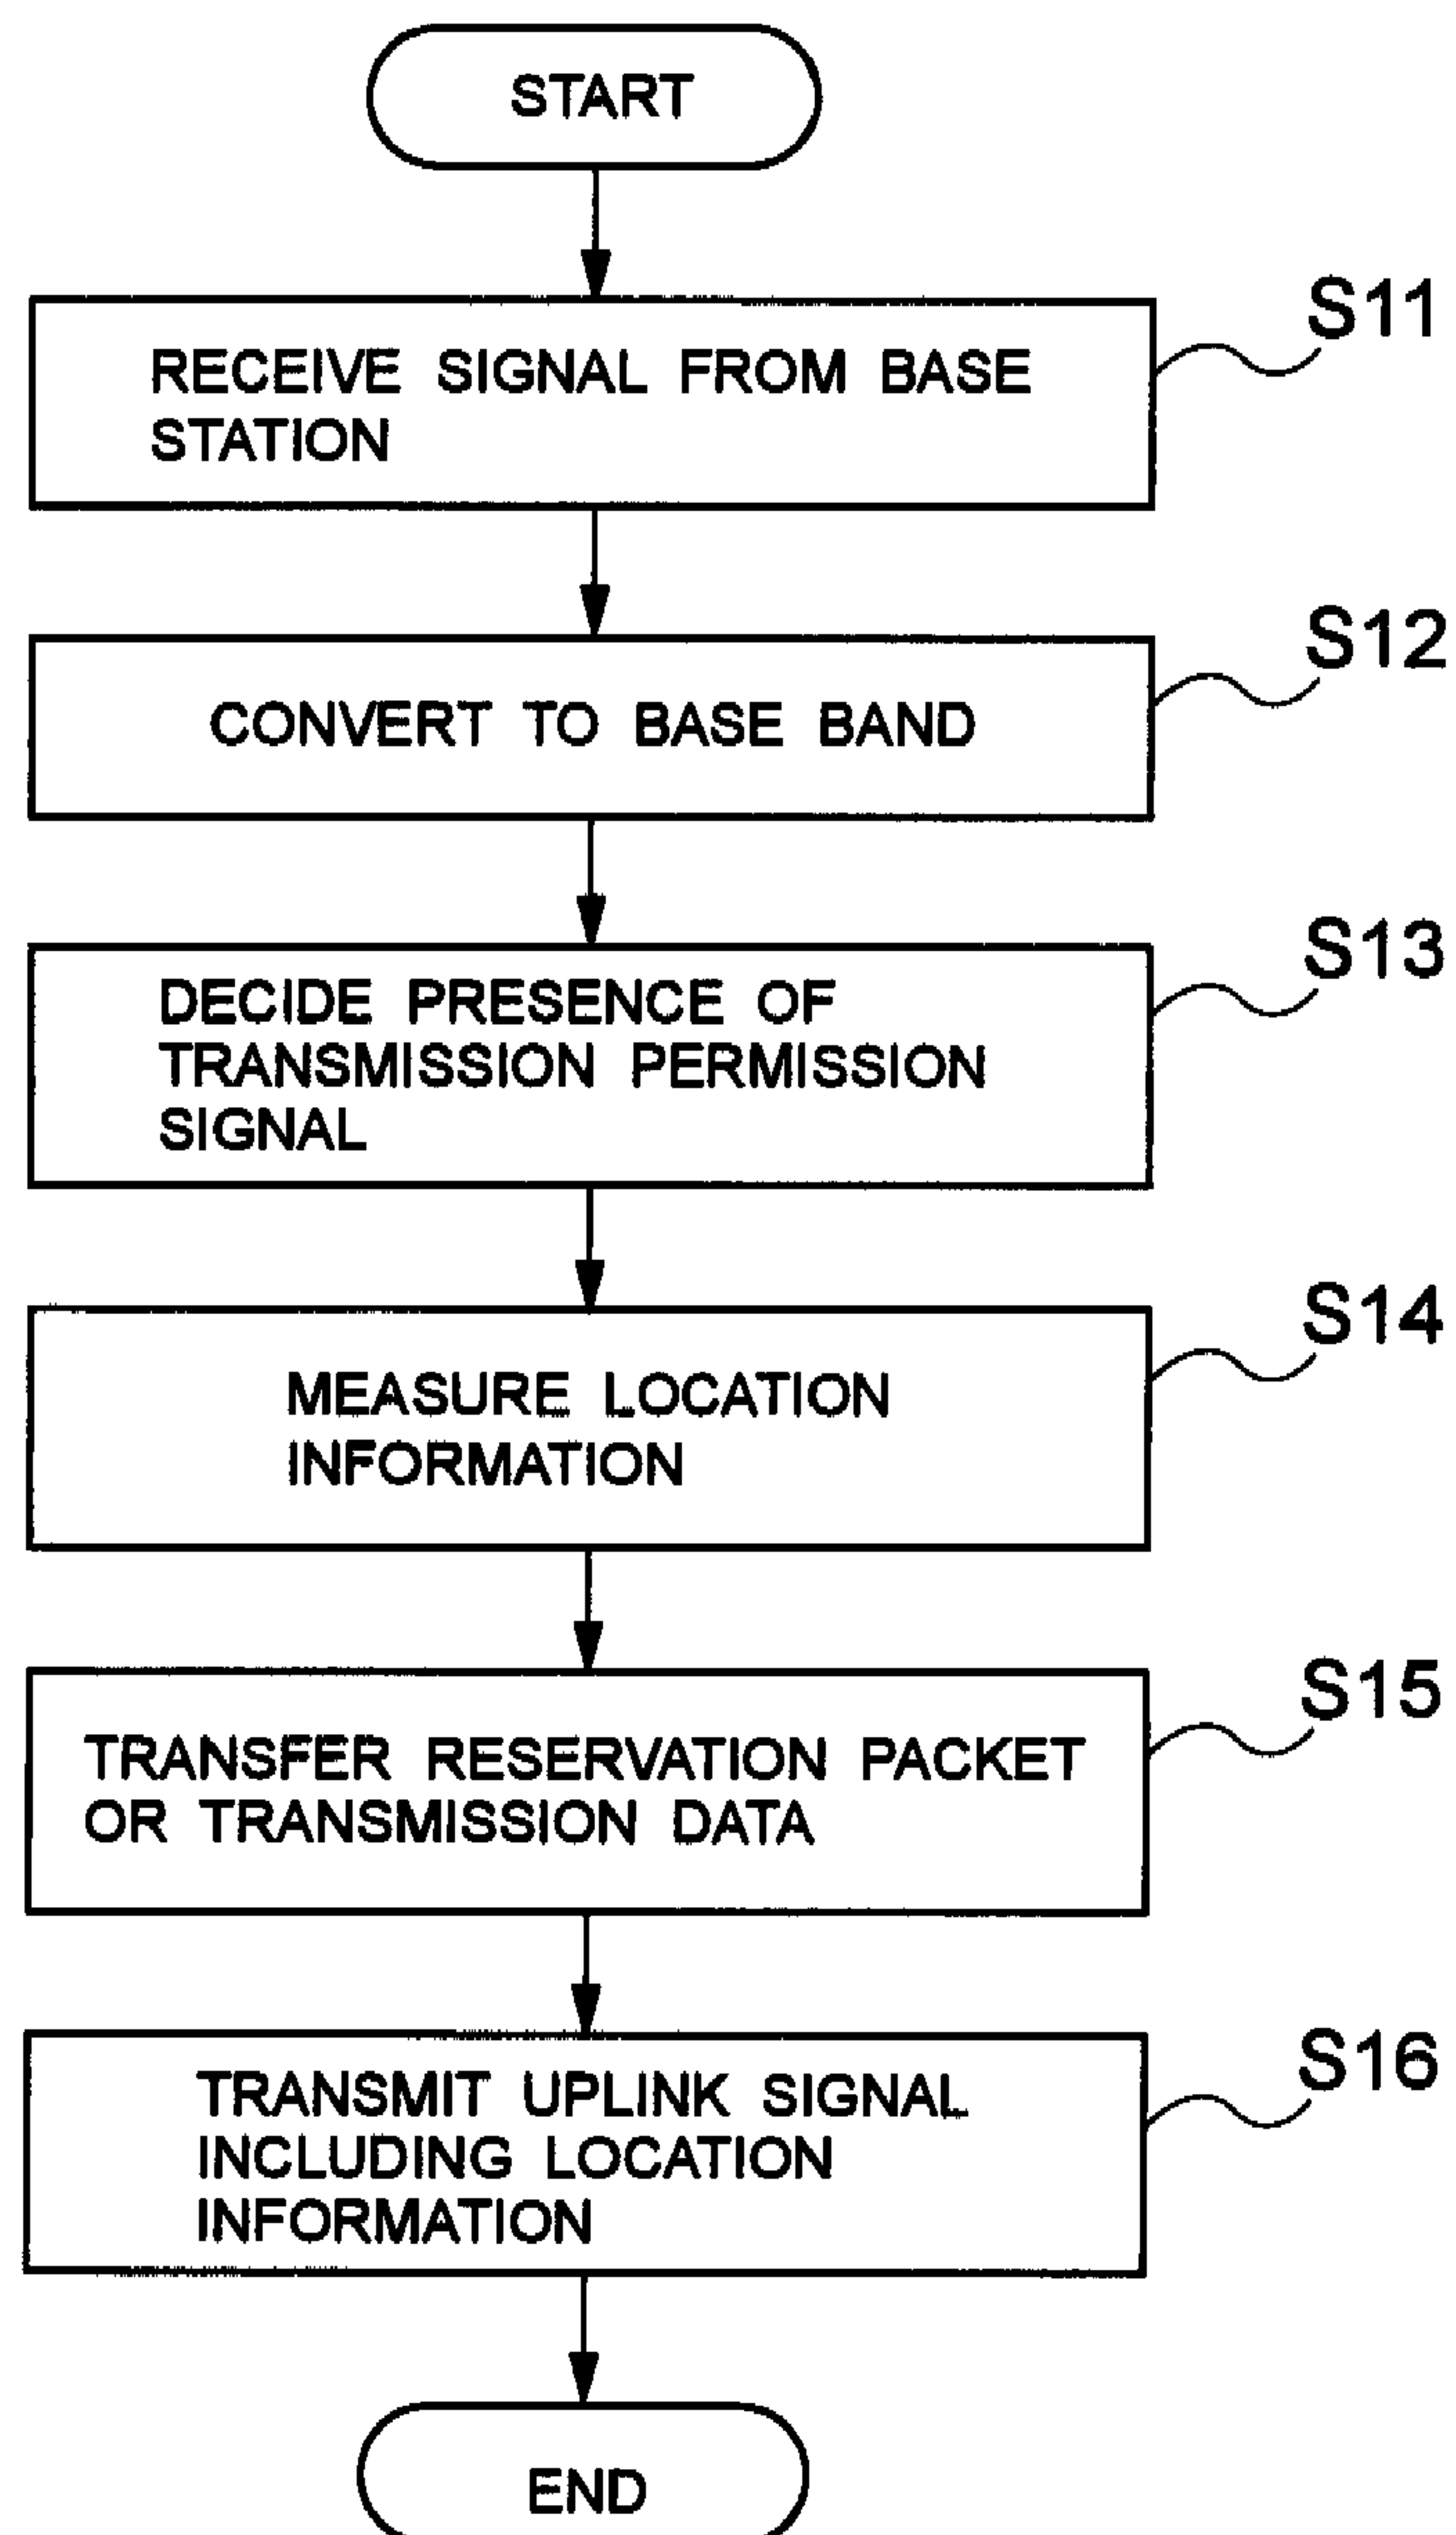 START
S11
RECEIVE SIGNAL FROM BASE
STATION
S12
CONVERT TO BASE BAND
S13
DECIDE PRESENCE OF
TRANSMISSION PERMISSION
SIGNAL
S14
MEASURE LOCATION
INFORMATION
S15
TRANSFER RESERVATION PACKET
OR TRANSMISSION DATA
S16
TRANSMIT UPLINK SIGNAL
INCLUDING LOCATION
INFORMATION
END